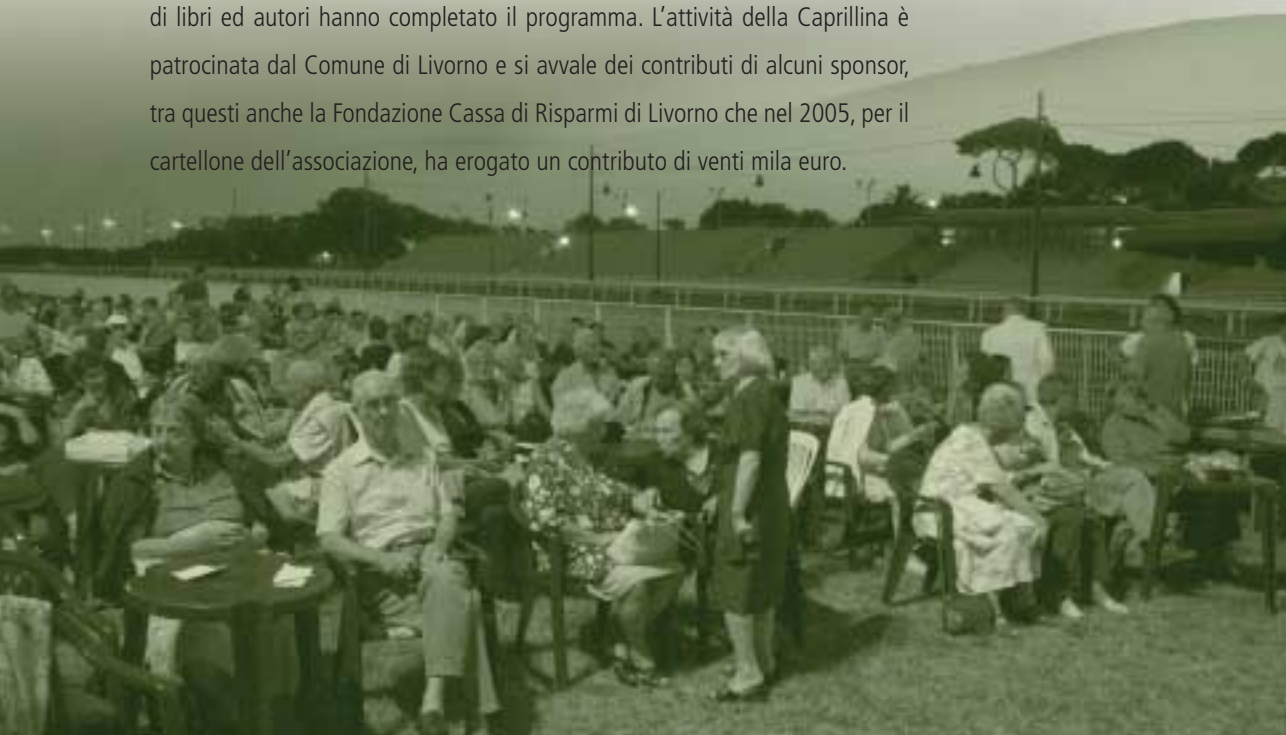 di libri ed autori hanno completato il programma. L'attività della Caprillina è
patrocinata dal Comune di Livorno e si avvale dei contributi di alcuni sponsor,
tra questi anche la Fondazione Cassa di Risparmi di Livorno che nel 2005, per il
cartellone dell'associazione, ha erogato un contributo di venti mila euro.